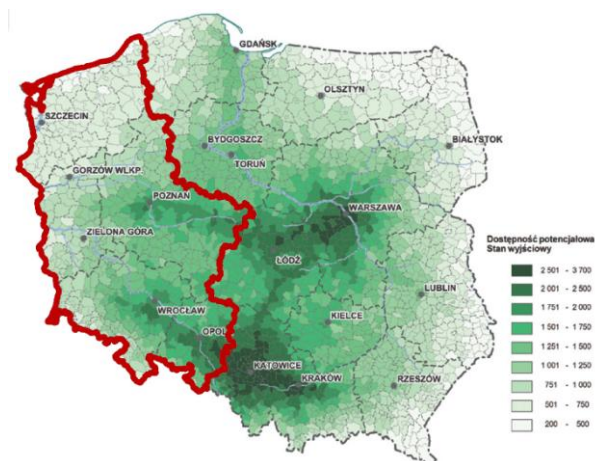 GDAŃSK
OLSZTYN
SZCZECIN
BYDGOSZCZ
BIAŁYSTOK
TORUŃ
GORZÓW WLKP.
POZNAŃ
WARSZAWA
ZIELONA GÓRA
ŁÓDŹ
Dostępność potencjałowa
Stan wyjściowy
2 501 - 3 700
2 001 - 2 500
1 751 - 2 000
1 501 - 1 750
1 251 - 1 500
1 001 - 1 250
751 - 1 000
501 - 750
200 - 500
LUBLIN
WROCŁAW
KIELCE
OPOL
KATOWICE
KRAKÓW
RZESZÓW